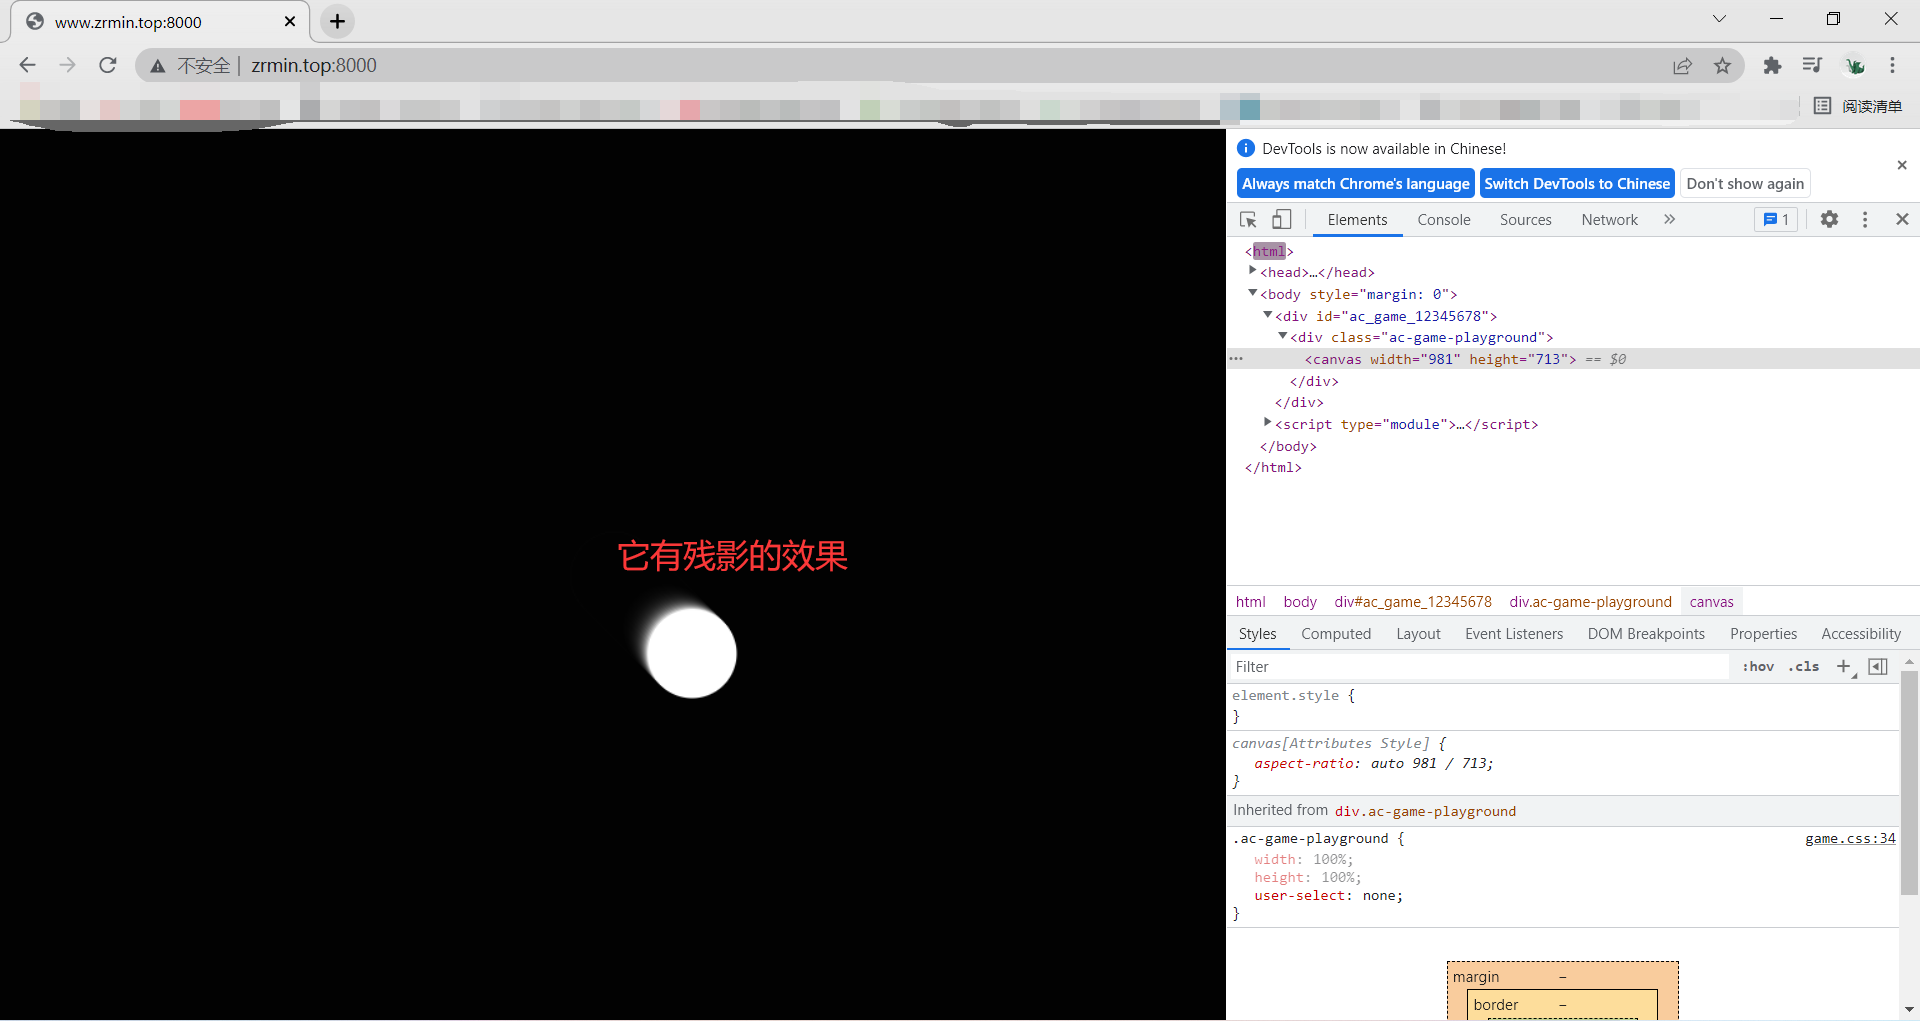 www.zrmin.top:8000
不安全 | zrmin.top:8000
阅读清单
DevTools is now available in Chinese!
Always match Chrome's language Switch DevTools to Chinese Don't show again
Elements Console Sources Network 1
<html>
<head>…</head>
<body style="margin: 0">
<div id="ac_game_12345678">
<div class="ac-game-playground">
<canvas width="981" height="713"> == $0
</div>
</div>
<script type="module">…</script>
</body>
</html>
它有残影的效果
html body div#ac_game_12345678 div.ac-game-playground canvas
Styles Computed Layout Event Listeners DOM Breakpoints Properties Accessibility
Filter :hov .cls
element.style {
}
canvas[Attributes Style] {
aspect-ratio: auto 981 / 713;
}
Inherited from div.ac-game-playground
.ac-game-playground { game.css:34
width: 100%;
height: 100%;
user-select: none;
}
margin –
border –